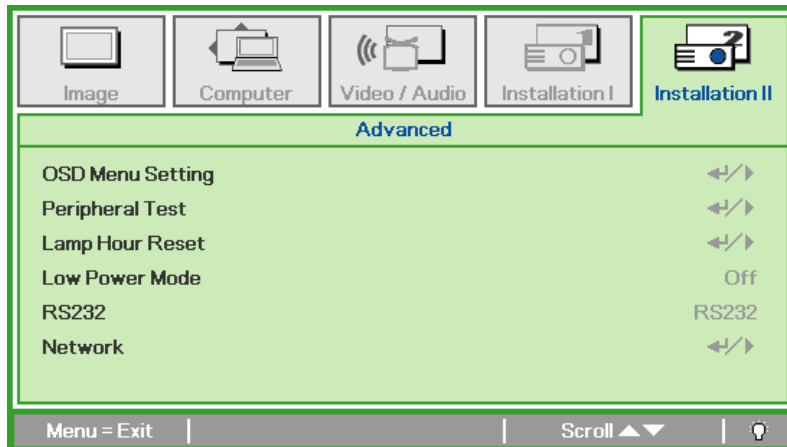 Image Computer Video / Audio Installation I Installation II
Advanced
OSD Menu Setting
Peripheral Test
Lamp Hour Reset
Low Power Mode Off
RS232 RS232
Network
Menu = Exit Scroll